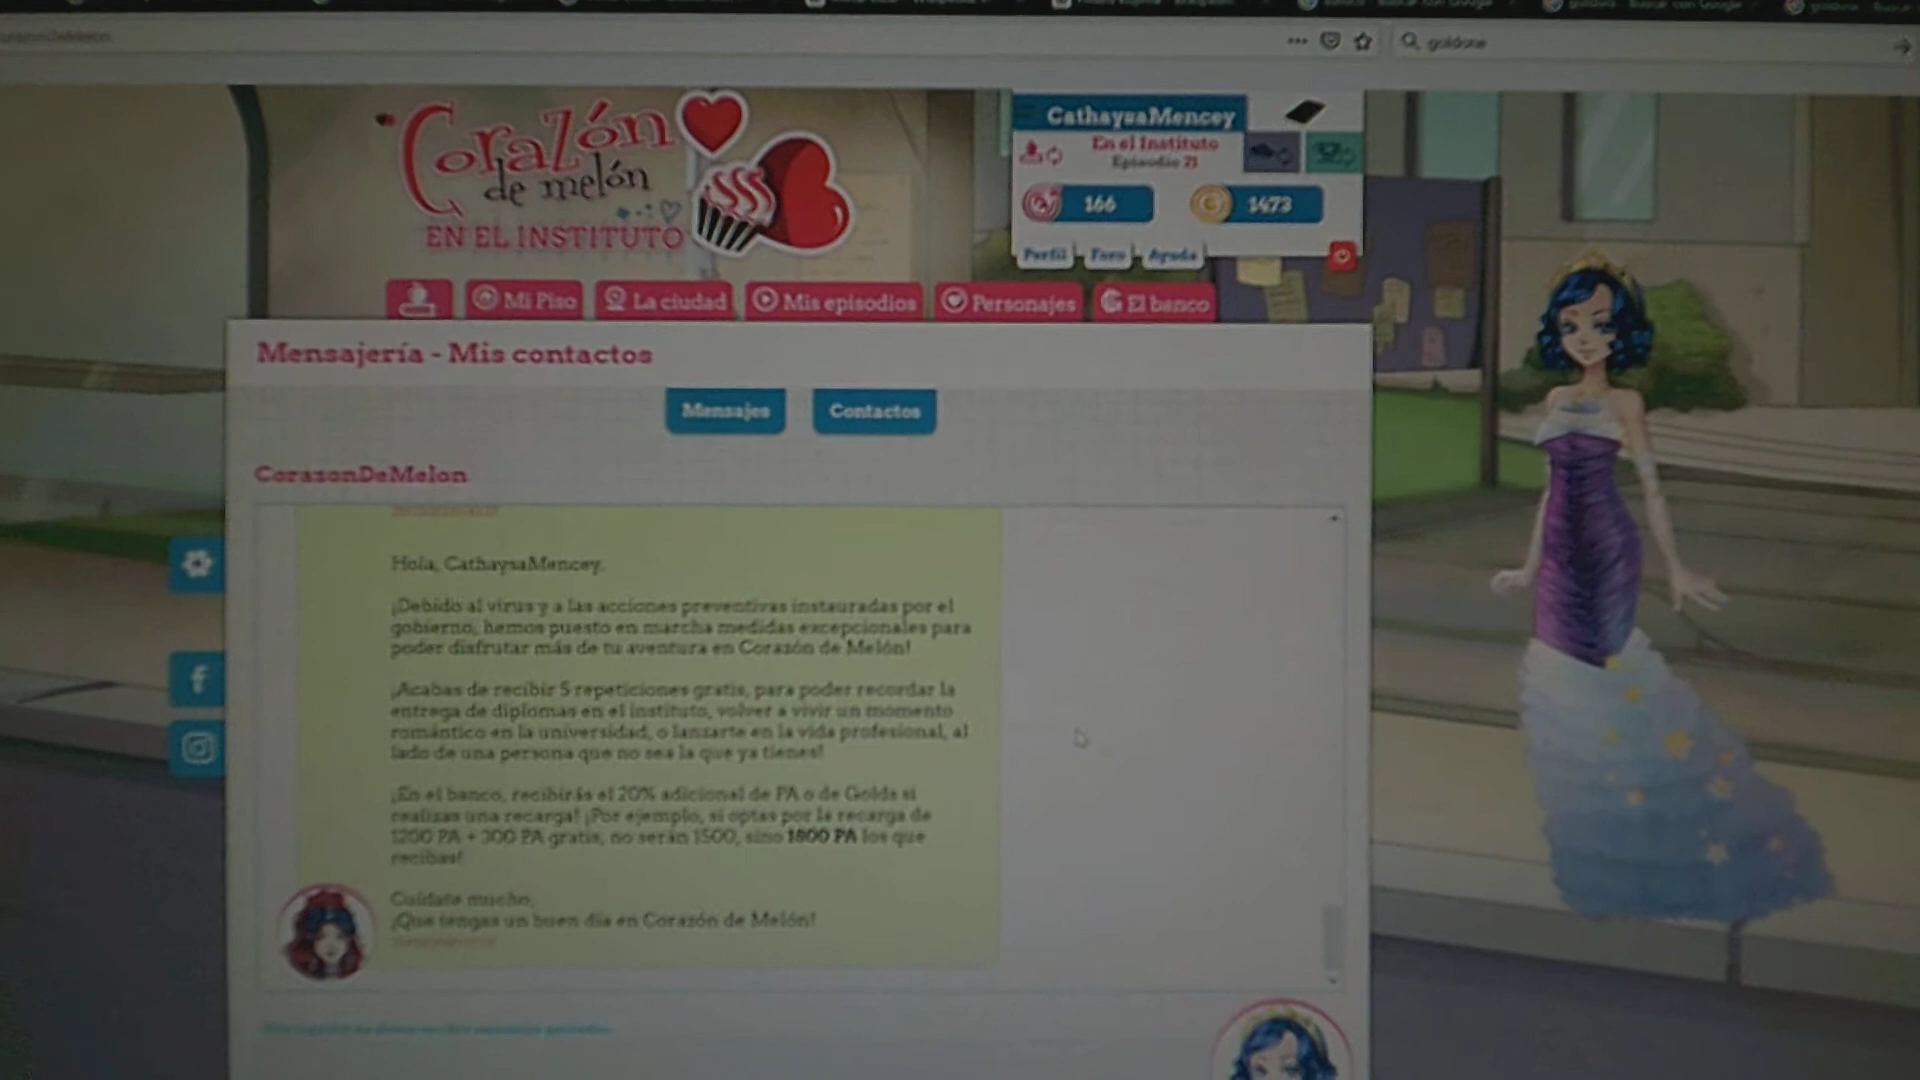 goldone
Corazón
de melón
EN EL INSTITUTO
CathaysaMencey
En el Instituto
Episodio 71
166
1473
Perfil
Foro
Ayuda
Mi Piso
La ciudad
Mis episodios
Personajes
El banco
Mensajería - Mis contactos
Mensajes
Contactos
CorazonDeMelon
Hola, CathaysaMencey.
¡Debido al virus y a las acciones preventivas instauradas por el
gobierno, hemos puesto en marcha medidas excepcionales para
poder disfrutar más de tu aventura en Corazón de Melón!
¡Acabas de recibir 5 repeticiones gratis, para poder recordar la
entrega de diplomas en el instituto, volver a vivir un momento
romántico en la universidad, o lanzarte en la vida profesional, al
lado de una persona que no sea la que ya tienes!
¡En el banco, recibirás el 20% adicional de PA o de Golds si
realizas una recarga! ¡Por ejemplo, si optas por la recarga de
1200 PA + 300 PA gratis, no serán 1500, sino 1800 PA los que
recibas!
Cuídate mucho,
¡Que tengas un buen día en Corazón de Melón!